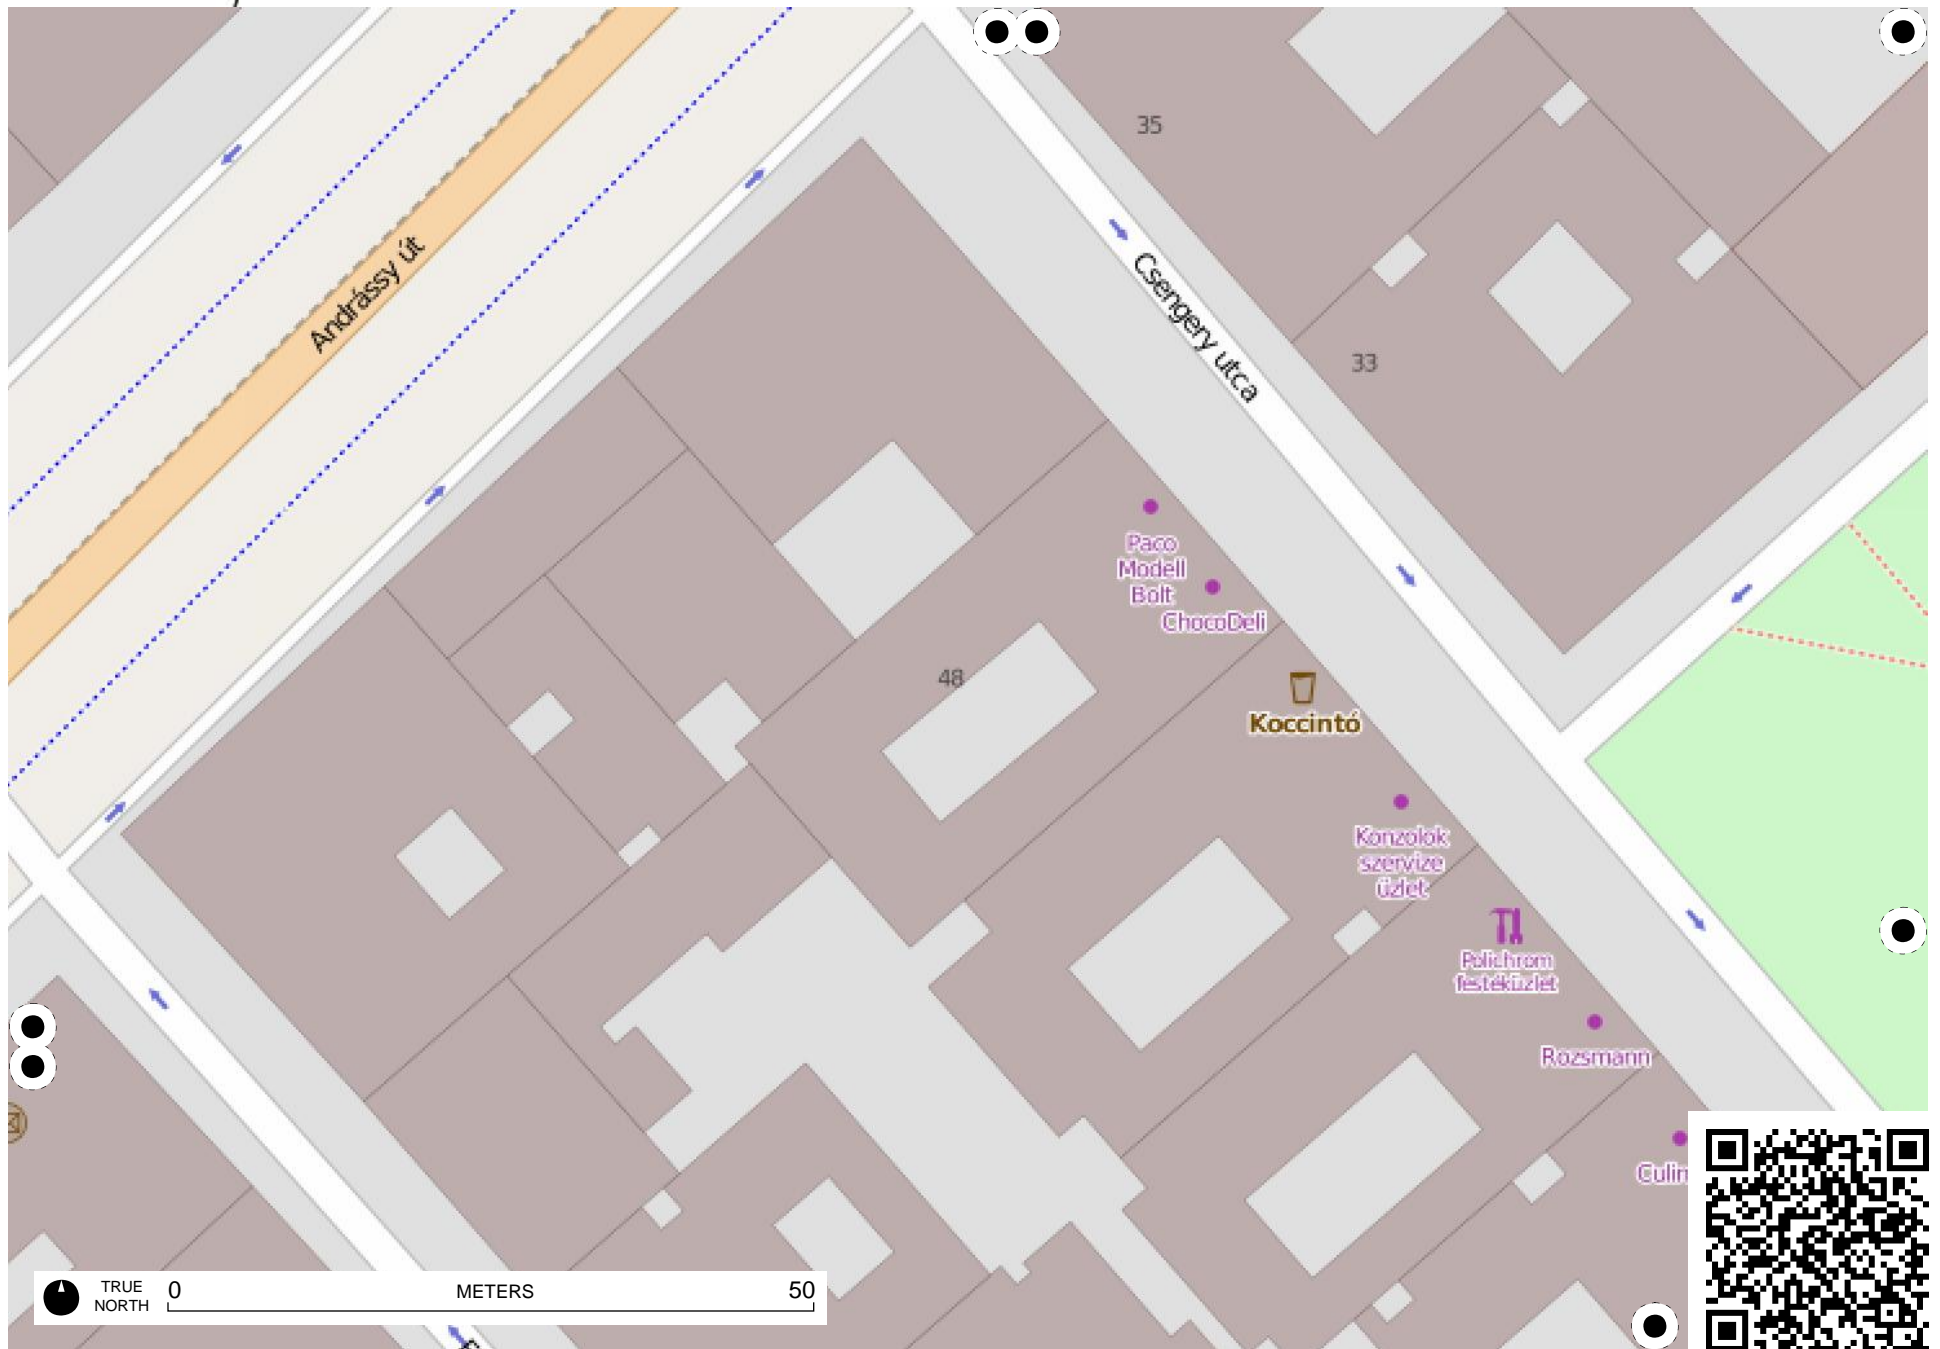 35
Andrássy út
Csengery utca
33
Paco
Modell
Bolt
ChocoDeli
48
Koccintó
Konzolok
szervize
üzlet
Polichrom
festéküzlet
Rozsmann
Culin
TRUE
NORTH
0
METERS
50